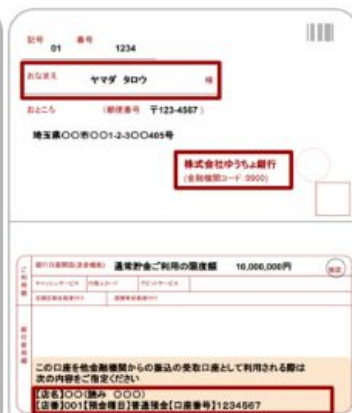 記号 番号
01 1234
おなまえ ヤマダ タロウ 様
おところ (郵便番号 〒123-4567)
埼玉県〇〇市〇〇1-2-3〇〇405号
株式会社ゆうちょ銀行
(金融機関コード:9900)
通常貯金ご利用の限度額 10,000,000円
この口座を他金融機関からの振込の受取口座として利用される際は
次の内容をご指定ください
【店名】〇〇(読み 〇〇〇)
【店番】001【預金種目】普通預金【口座番号】1234567